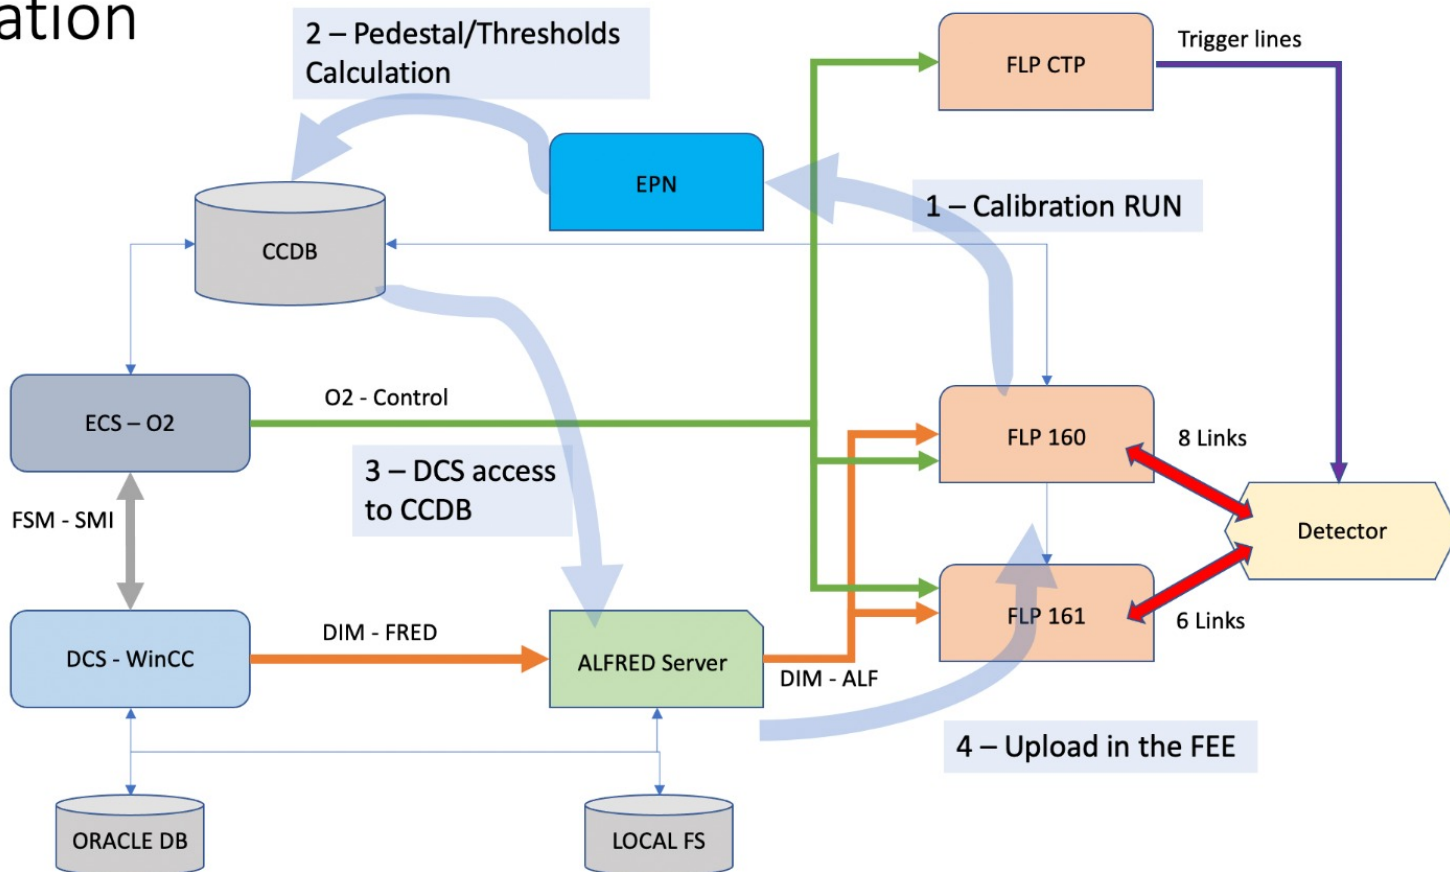 2 – Pedestal/Thresholds
Calculation
FLP CTP
Trigger lines
EPN
1 – Calibration RUN
CCDB
O2 - Control
ECS – O2
FLP 160
8 Links
3 – DCS access
to CCDB
FSM - SMI
Detector
FLP 161
6 Links
DIM - FRED
DCS - WinCC
ALFRED Server
DIM - ALF
4 – Upload in the FEE
ORACLE DB
LOCAL FS